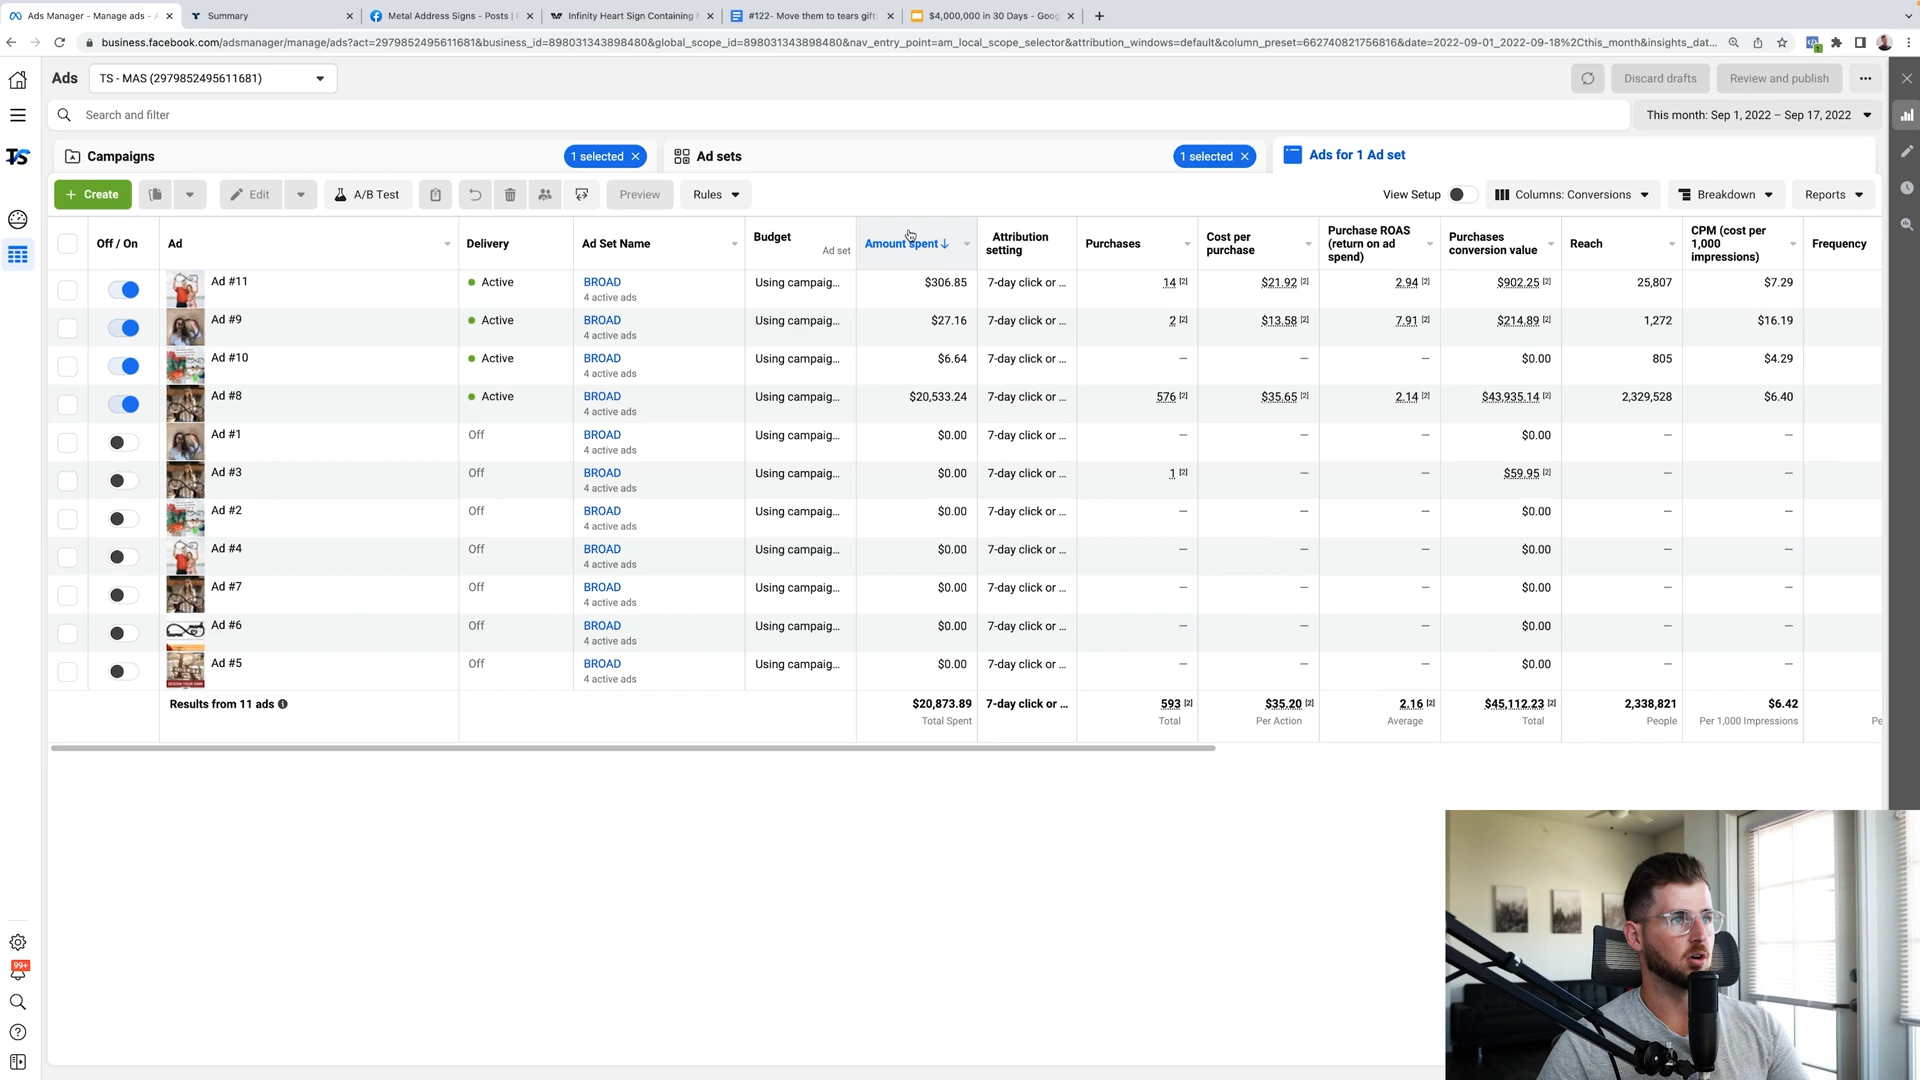 Ads Manager - Manage ads - A
Summary
Metal Address Signs - Posts | F
Infinity Heart Sign Containing N
#122- Move them to tears gift:
$4,000,000 in 30 Days - Goog
business.facebook.com/adsmanager/manage/ads?act=2979852495611681&business_id=898031343898480&global_scope_id=898031343898480&nav_entry_point=am_local_scope_selector&attribution_windows=default&column_preset=662740821756816&date=2022-09-01_2022-09-18%2Cthis_month&insights_dat...
Ads
TS - MAS (2979852495611681)
Discard drafts
Review and publish
Search and filter
This month: Sep 1, 2022 – Sep 17, 2022
TS
Campaigns
1 selected
Ad sets
1 selected
Ads for 1 Ad set
+ Create
Edit
A/B Test
Preview
Rules
View Setup
Columns: Conversions
Breakdown
Reports
Off / On
Ad
Delivery
Ad Set Name
Budget
Ad set
Amount spent ↓
Attribution setting
Purchases
Cost per purchase
Purchase ROAS (return on ad spend)
Purchases conversion value
Reach
CPM (cost per 1,000 impressions)
Frequency
Ad #11 Active BROAD Using campaig... $306.85 7-day click or ... 14 [2] $21.92 [2] 2.94 [2] $902.25 [2] 25,807 $7.29
4 active ads
Ad #9 Active BROAD Using campaig... $27.16 7-day click or ... 2 [2] $13.58 [2] 7.91 [2] $214.89 [2] 1,272 $16.19
4 active ads
Ad #10 Active BROAD Using campaig... $6.64 7-day click or ... — — — $0.00 805 $4.29
4 active ads
Ad #8 Active BROAD Using campaig... $20,533.24 7-day click or ... 576 [2] $35.65 [2] 2.14 [2] $43,935.14 [2] 2,329,528 $6.40
4 active ads
Ad #1 Off BROAD Using campaig... $0.00 7-day click or ... — — — $0.00 — —
4 active ads
Ad #3 Off BROAD Using campaig... $0.00 7-day click or ... 1 [2] — — $59.95 [2] — —
4 active ads
Ad #2 Off BROAD Using campaig... $0.00 7-day click or ... — — — $0.00 — —
4 active ads
Ad #4 Off BROAD Using campaig... $0.00 7-day click or ... — — — $0.00 — —
4 active ads
Ad #7 Off BROAD Using campaig... $0.00 7-day click or ... — — — $0.00 — —
4 active ads
Ad #6 Off BROAD Using campaig... $0.00 7-day click or ... — — — $0.00 — —
4 active ads
Ad #5 Off BROAD Using campaig... $0.00 7-day click or ... — — — $0.00 — —
4 active ads
Results from 11 ads $20,873.89 7-day click or ... 593 [2] $35.20 [2] 2.16 [2] $45,112.23 [2] 2,338,821 $6.42
Total Spent Total Per Action Average Total People Per 1,000 Impressions Pe
99+